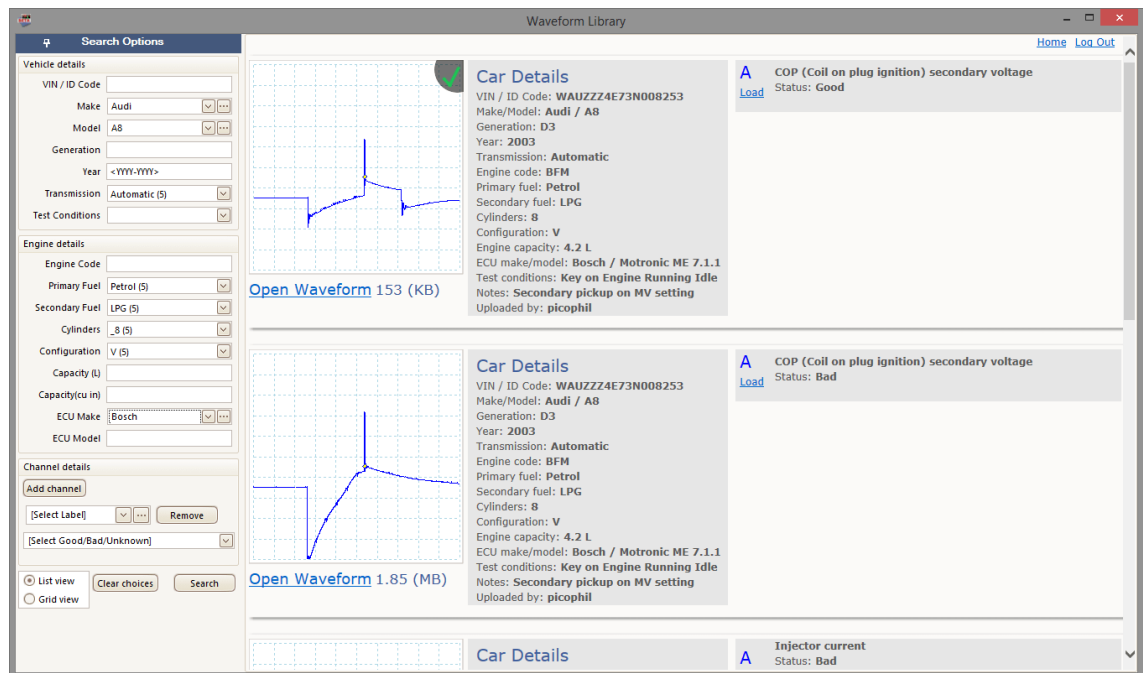 Waveform Library
Search Options
Home Log Out
Vehicle details
VIN / ID Code
Make Audi
Model A8
Generation
Year <YYYY-YYYY>
Transmission Automatic (5)
Test Conditions
Engine details
Engine Code
Primary Fuel Petrol (5)
Secondary Fuel LPG (5)
Cylinders _8 (5)
Configuration V (5)
Capacity (L)
Capacity(cu in)
ECU Make Bosch
ECU Model
Channel details
Add channel
[Select Label] Remove
[Select Good/Bad/Unknown]
List view
Grid view
Clear choices
Search
Open Waveform 153 (KB)
Car Details
VIN / ID Code: WAUZZZ4E73N008253
Make/Model: Audi / A8
Generation: D3
Year: 2003
Transmission: Automatic
Engine code: BFM
Primary fuel: Petrol
Secondary fuel: LPG
Cylinders: 8
Configuration: V
Engine capacity: 4.2 L
ECU make/model: Bosch / Motronic ME 7.1.1
Test conditions: Key on Engine Running Idle
Notes: Secondary pickup on MV setting
Uploaded by: picophil
A COP (Coil on plug ignition) secondary voltage
Load Status: Good
Open Waveform 1.85 (MB)
Car Details
VIN / ID Code: WAUZZZ4E73N008253
Make/Model: Audi / A8
Generation: D3
Year: 2003
Transmission: Automatic
Engine code: BFM
Primary fuel: Petrol
Secondary fuel: LPG
Cylinders: 8
Configuration: V
Engine capacity: 4.2 L
ECU make/model: Bosch / Motronic ME 7.1.1
Test conditions: Key on Engine Running Idle
Notes: Secondary pickup on MV setting
Uploaded by: picophil
A COP (Coil on plug ignition) secondary voltage
Load Status: Bad
Car Details
A Injector current
Status: Bad